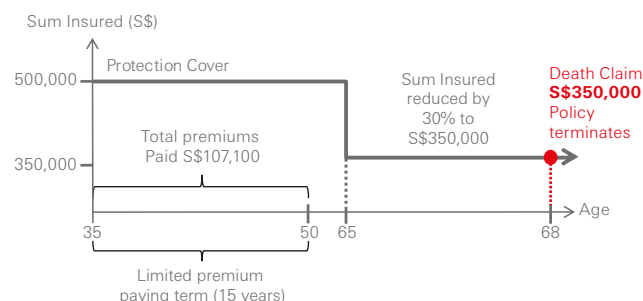 Sum Insured (S$)
500,000
Protection Cover
Sum Insured
reduced by
30% to
S$350,000
Death Claim
S$350,000
Policy
terminates
Total premiums
Paid S$107,100
350,000
Age
35
50
65
68
Limited premium
paying term (15 years)